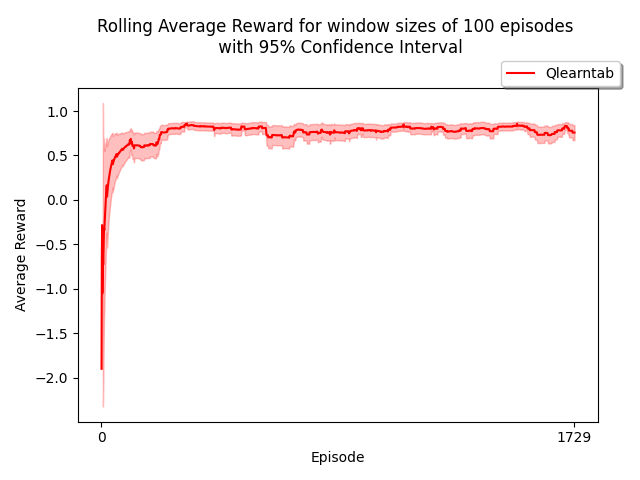 Rolling Average Reward for window sizes of 100 episodes
with 95% Confidence Interval
Qlearntab
1.0
0.5
0.0
−0.5
−1.0
−1.5
−2.0
Average Reward
0
1729
Episode